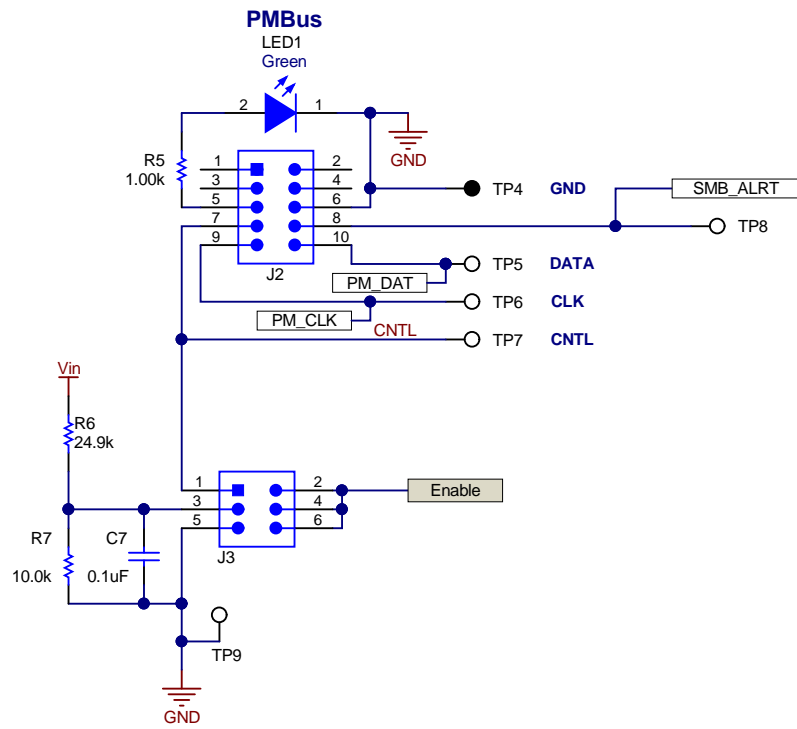 PMBus
LED1
Green
2
1
GND
R5
1.00k
1
2
3
4
5
6
7
8
9
10
J2
TP4
GND
SMB_ALRT
TP8
TP5
DATA
PM_DAT
TP6
CLK
PM_CLK
CNTL
TP7
CNTL
Vin
R6
24.9k
1
2
3
4
5
6
Enable
J3
R7
10.0k
C7
0.1uF
TP9
GND